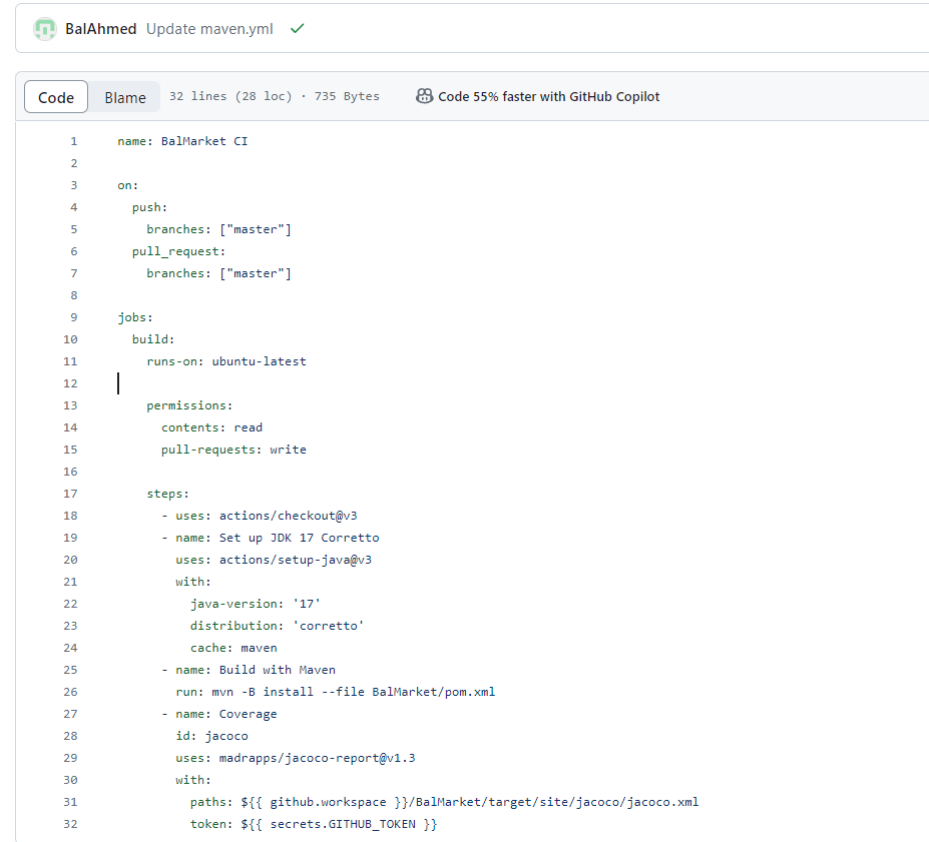 BalAhmed Update maven.yml
Code Blame 32 lines (28 loc) · 735 Bytes Code 55% faster with GitHub Copilot
1 name: BalMarket CI
2
3 on:
4   push:
5     branches: ["master"]
6   pull_request:
7     branches: ["master"]
8
9 jobs:
10   build:
11     runs-on: ubuntu-latest
12
13     permissions:
14       contents: read
15       pull-requests: write
16
17     steps:
18       - uses: actions/checkout@v3
19       - name: Set up JDK 17 Corretto
20         uses: actions/setup-java@v3
21         with:
22           java-version: '17'
23           distribution: 'corretto'
24           cache: maven
25       - name: Build with Maven
26         run: mvn -B install --file BalMarket/pom.xml
27       - name: Coverage
28         id: jacoco
29         uses: madrapps/jacoco-report@v1.3
30         with:
31           paths: ${{ github.workspace }}/BalMarket/target/site/jacoco/jacoco.xml
32           token: ${{ secrets.GITHUB_TOKEN }}